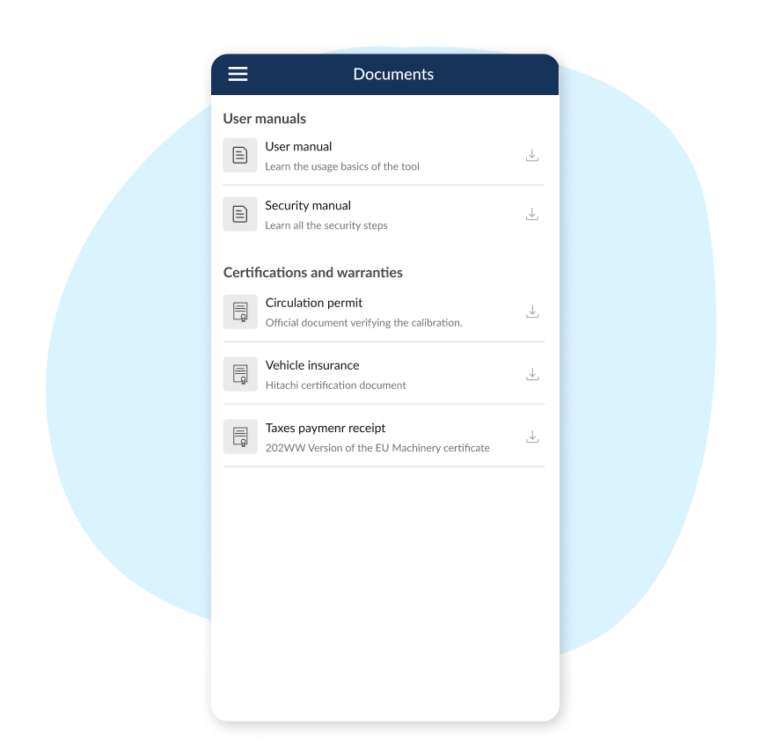 Documents
User manuals
User manual
Learn the usage basics of the tool
Security manual
Learn all the security steps
Certifications and warranties
Circulation permit
Official document verifying the calibration.
Vehicle insurance
Hitachi certification document
Taxes paymenr receipt
202WW Version of the EU Machinery certificate